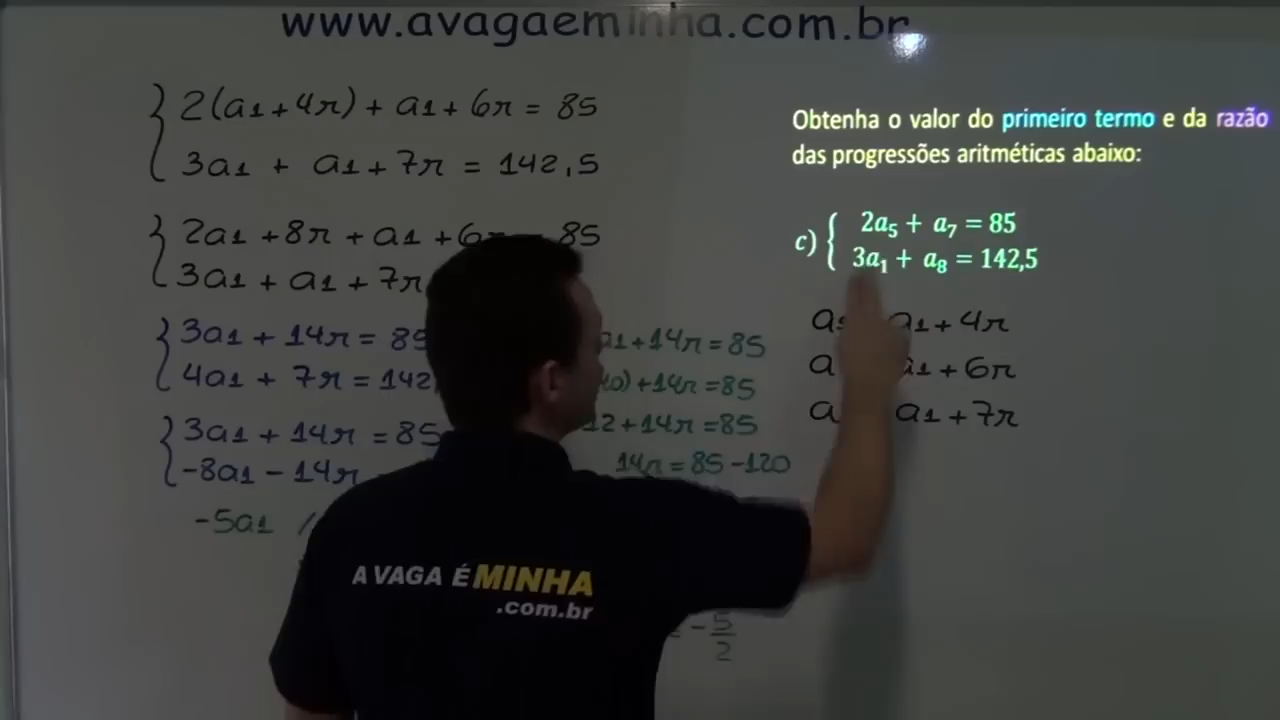 www.avagaeminha.com.br
2(a1+4r) + a1 + 6r = 85
3a1 + a1 + 7r = 142,5
2a1 + 8r + a1 + 6r = 85
3a1 + a1 + 7r
3a1 + 14r = 85
4a1 + 7r = 142,
3a1 + 14r = 85
-8a1 - 14r
-5a1
a1 + 14r = 85
) + 14r = 85
+ 14r = 85
14r = 85 - 120
- 5/2
Obtenha o valor do primeiro termo e da razão
das progressões aritméticas abaixo:
c) { 2a₅ + a₇ = 85
3a₁ + a₈ = 142,5
a1 + 4r
a1 + 6r
a1 + 7r
A VAGA É MINHA
.com.br